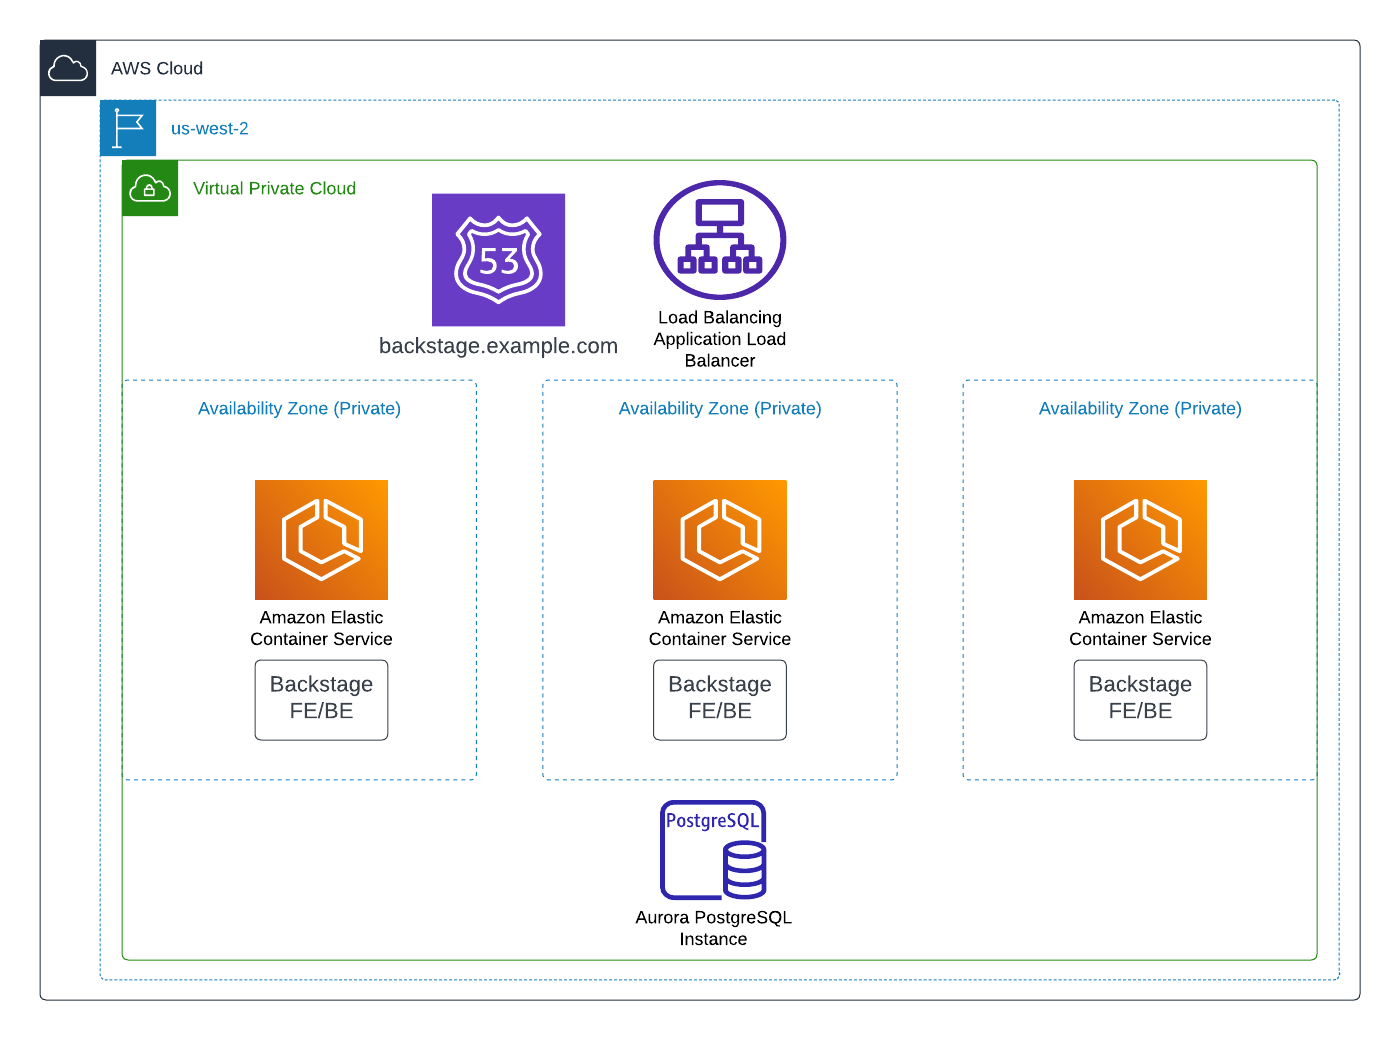 AWS Cloud
us-west-2
Virtual Private Cloud
53
backstage.example.com
Load Balancing
Application Load
Balancer
Availability Zone (Private)
Amazon Elastic
Container Service
Backstage
FE/BE
Availability Zone (Private)
Amazon Elastic
Container Service
Backstage
FE/BE
Availability Zone (Private)
Amazon Elastic
Container Service
Backstage
FE/BE
PostgreSQL
Aurora PostgreSQL
Instance